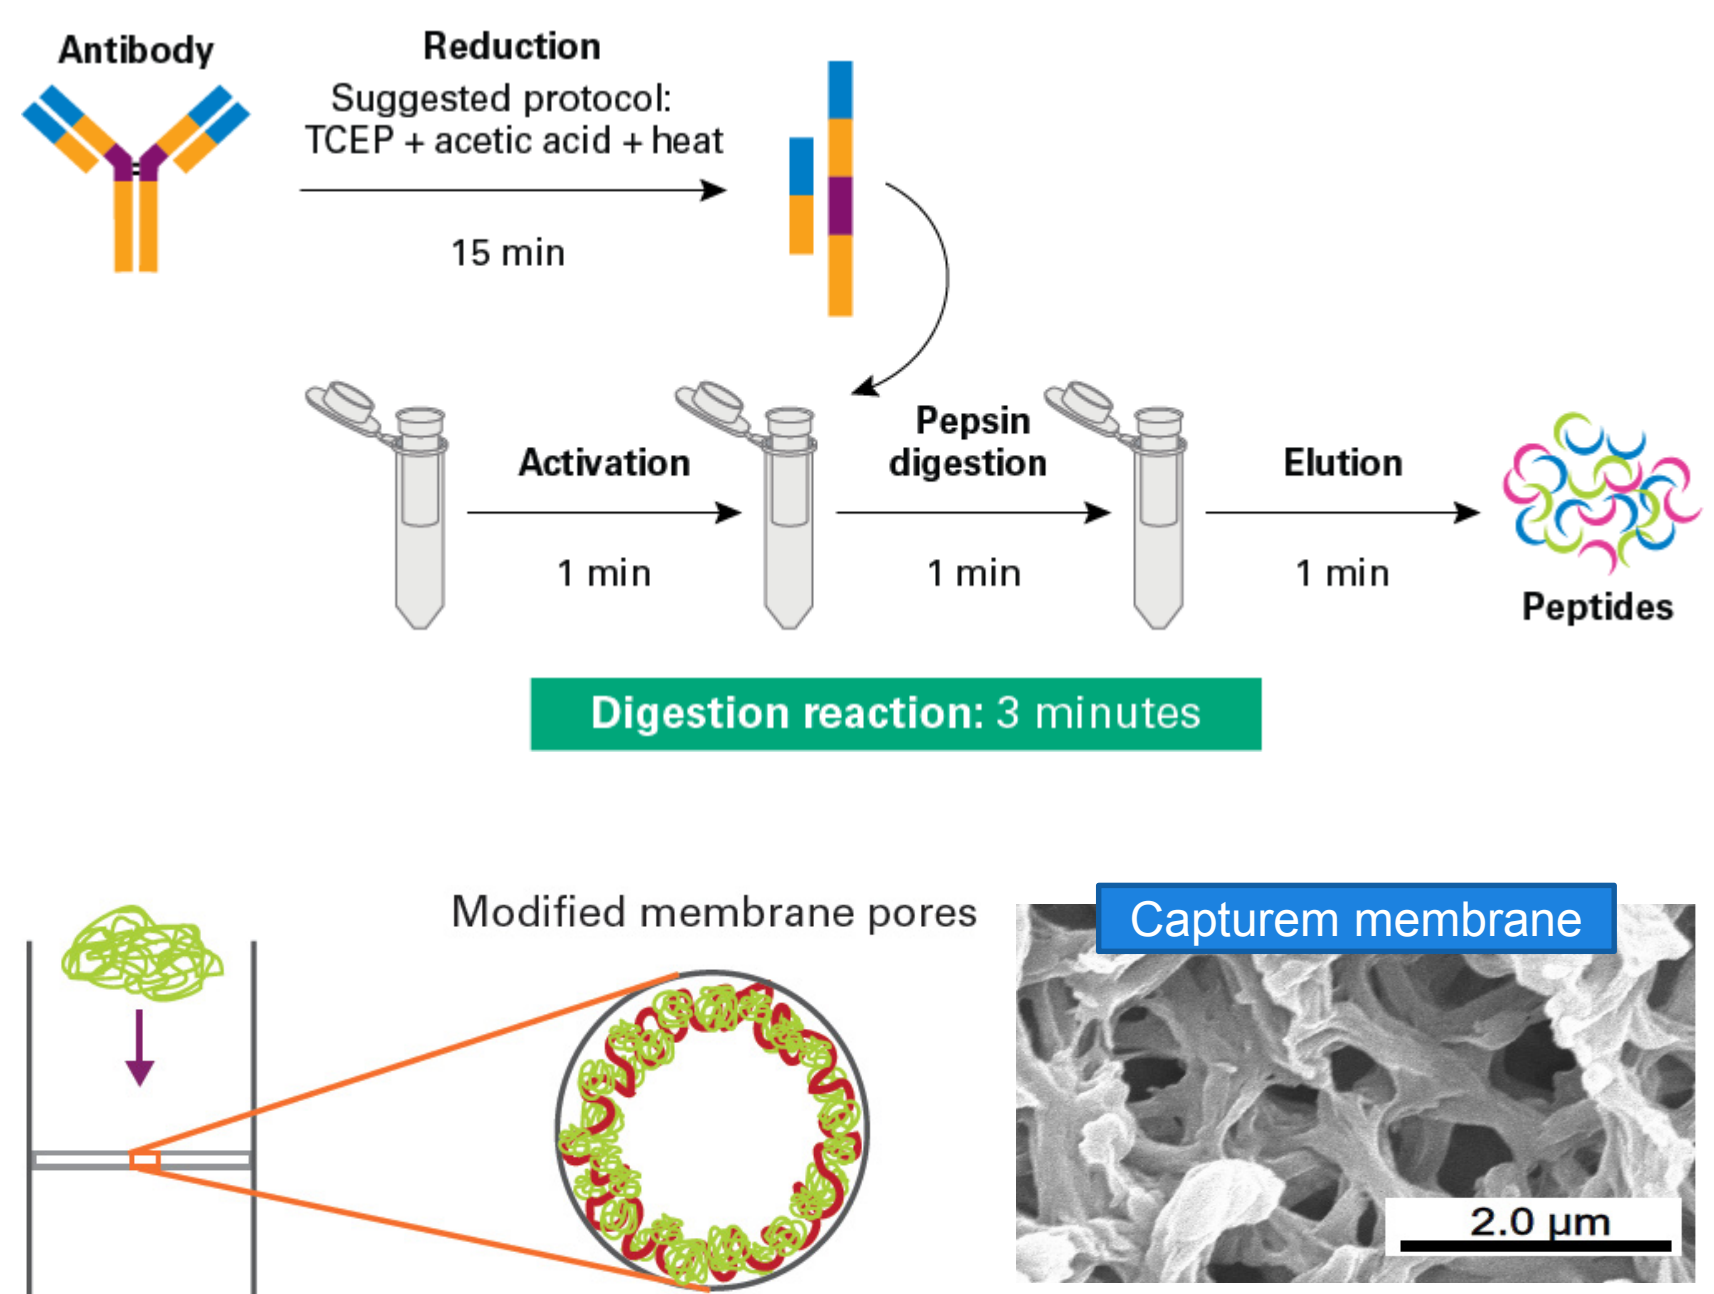 Antibody
Reduction
Suggested protocol:
TCEP + acetic acid + heat
15 min
Activation
1 min
Pepsin
digestion
1 min
Elution
1 min
Peptides
Digestion reaction: 3 minutes
Modified membrane pores
Capturem membrane
2.0 µm